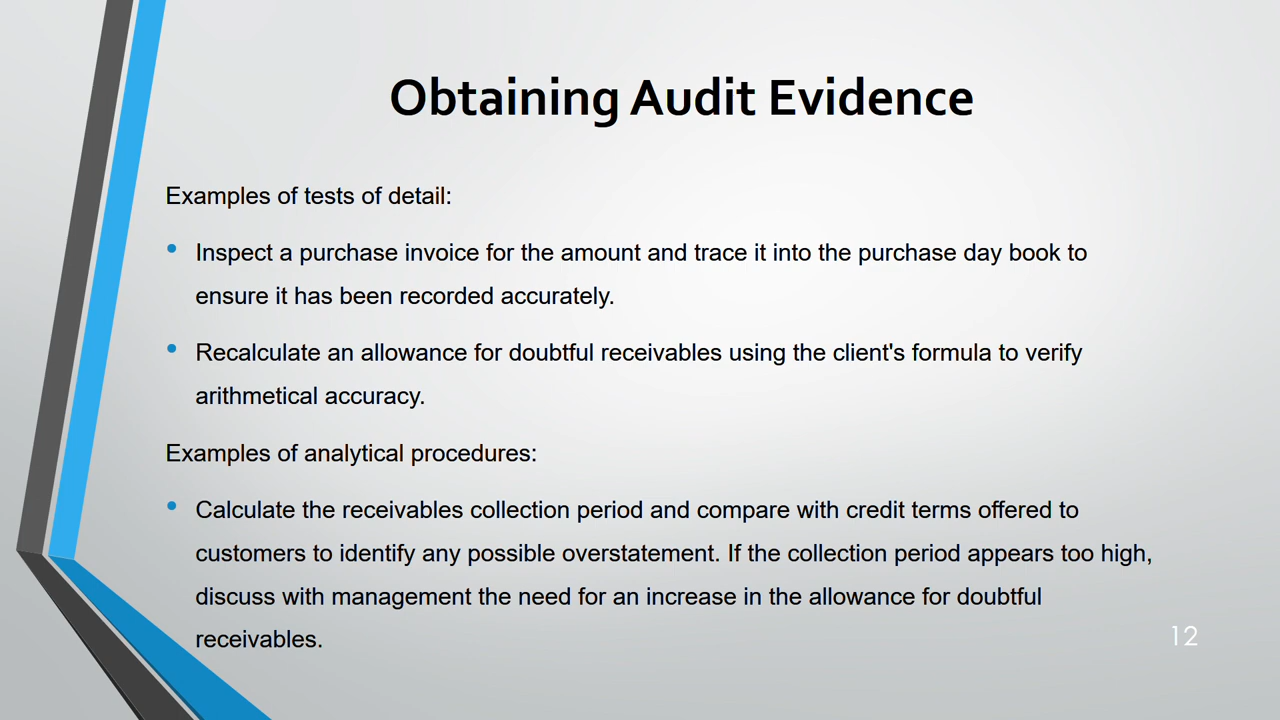 Obtaining Audit Evidence
Examples of tests of detail:
• Inspect a purchase invoice for the amount and trace it into the purchase day book to
ensure it has been recorded accurately.
• Recalculate an allowance for doubtful receivables using the client's formula to verify
arithmetical accuracy.
Examples of analytical procedures:
• Calculate the receivables collection period and compare with credit terms offered to
customers to identify any possible overstatement. If the collection period appears too high,
discuss with management the need for an increase in the allowance for doubtful
receivables.
12